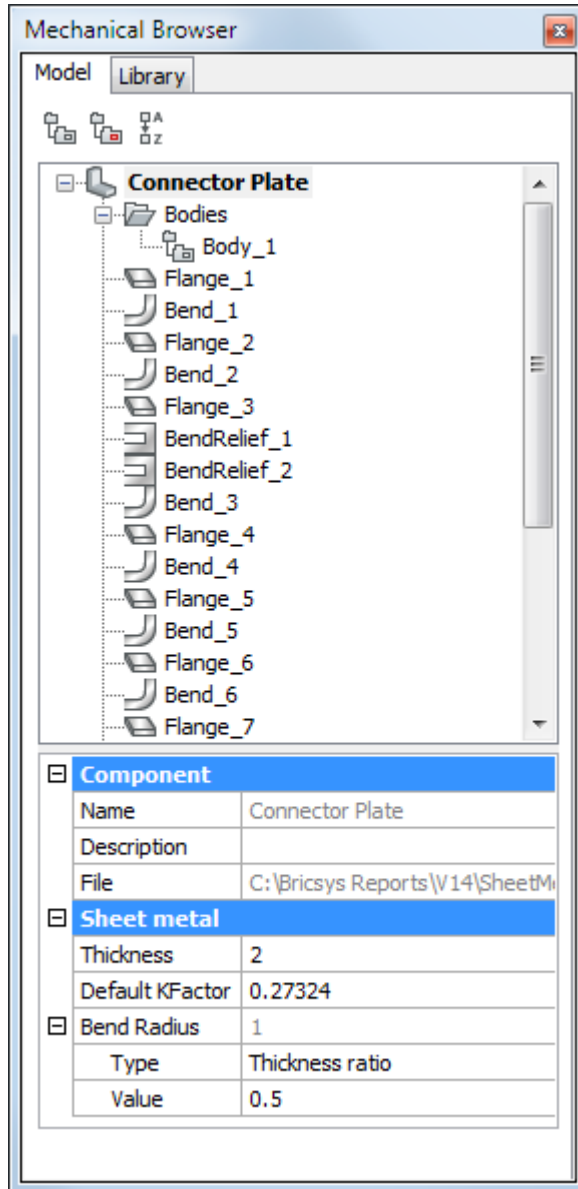 Mechanical Browser
Model Library
A
Z
Connector Plate
Bodies
Body_1
Flange_1
Bend_1
Flange_2
Bend_2
Flange_3
BendRelief_1
BendRelief_2
Bend_3
Flange_4
Bend_4
Flange_5
Bend_5
Flange_6
Bend_6
Flange_7
Component
Name Connector Plate
Description
File C:\Bricsys Reports\V14\SheetM
Sheet metal
Thickness 2
Default KFactor 0.27324
Bend Radius 1
Type Thickness ratio
Value 0.5